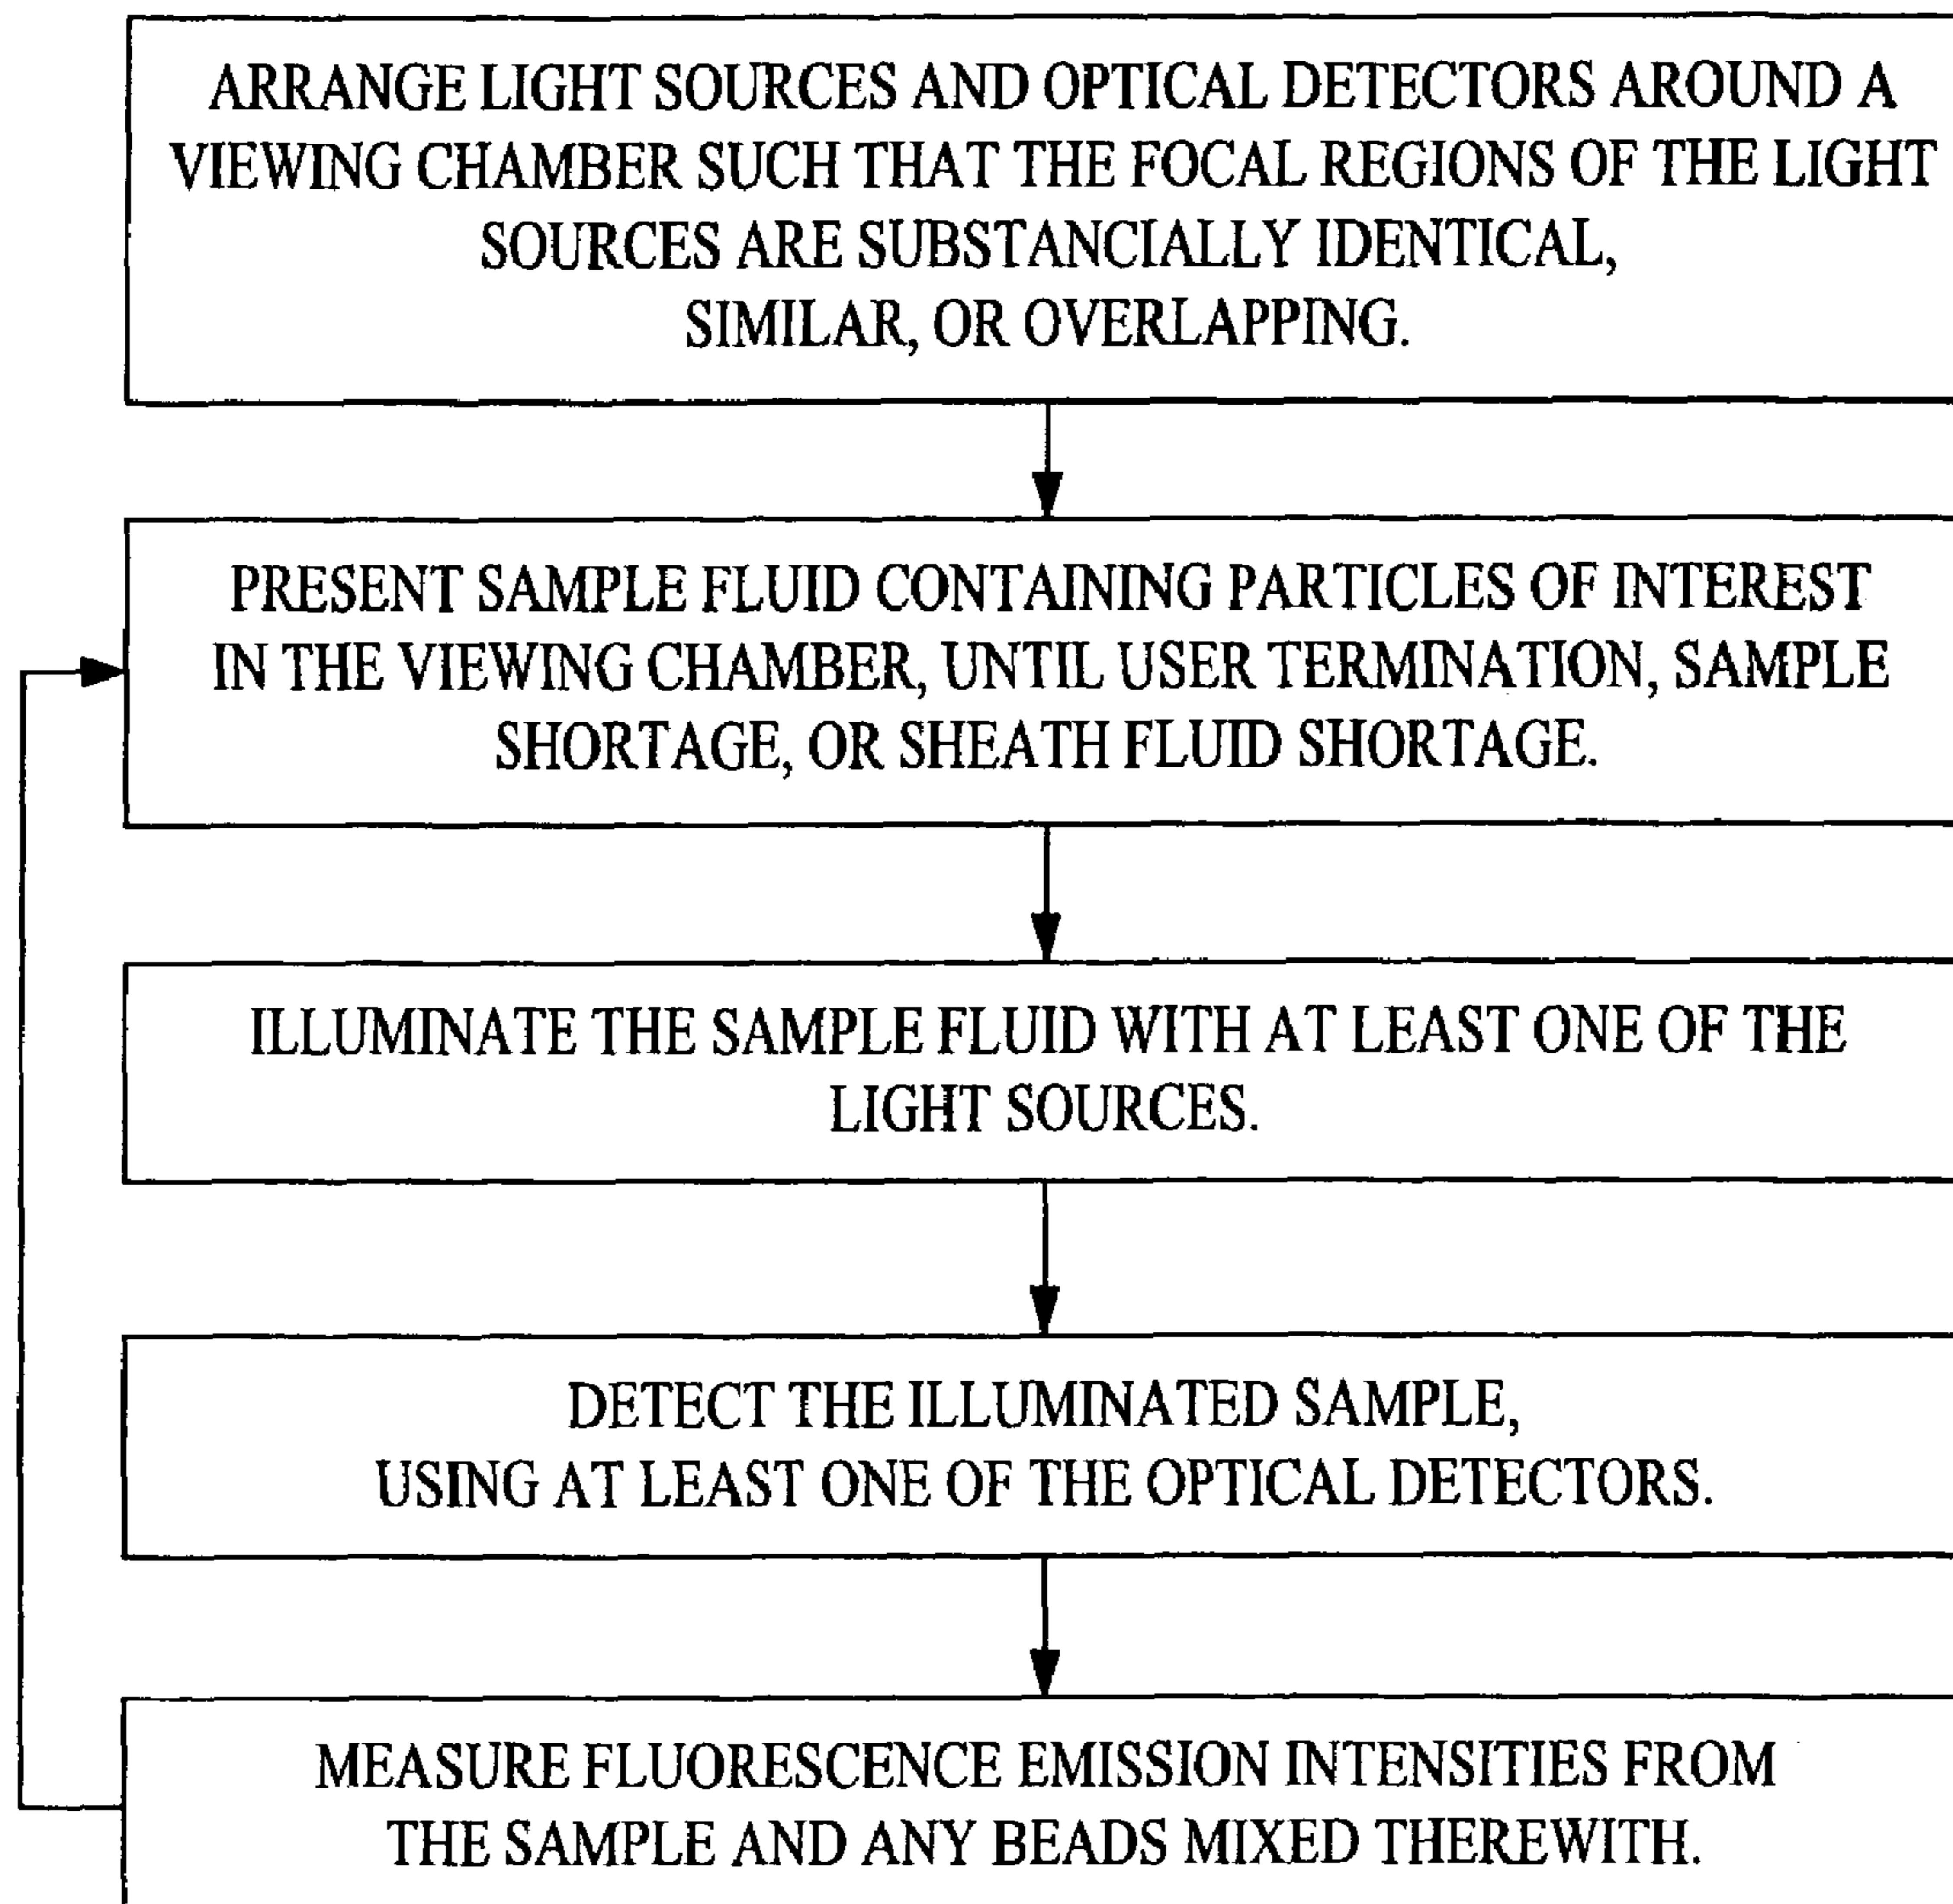 ARRANGE LIGHT SOURCES AND OPTICAL DETECTORS AROUND A
VIEWING CHAMBER SUCH THAT THE FOCAL REGIONS OF THE LIGHT
SOURCES ARE SUBSTANCIALLY IDENTICAL,
SIMILAR, OR OVERLAPPING.
PRESENT SAMPLE FLUID CONTAINING PARTICLES OF INTEREST
IN THE VIEWING CHAMBER, UNTIL USER TERMINATION, SAMPLE
SHORTAGE, OR SHEATH FLUID SHORTAGE.
ILLUMINATE THE SAMPLE FLUID WITH AT LEAST ONE OF THE
LIGHT SOURCES.
DETECT THE ILLUMINATED SAMPLE,
USING AT LEAST ONE OF THE OPTICAL DETECTORS.
MEASURE FLUORESCENCE EMISSION INTENSITIES FROM
THE SAMPLE AND ANY BEADS MIXED THEREWITH.